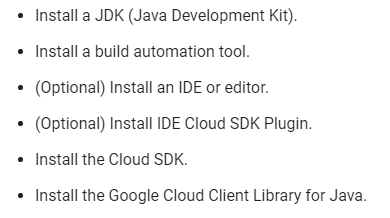 • Install a JDK (Java Development Kit).
• Install a build automation tool.
• (Optional) Install an IDE or editor.
• (Optional) Install IDE Cloud SDK Plugin.
• Install the Cloud SDK.
• Install the Google Cloud Client Library for Java.